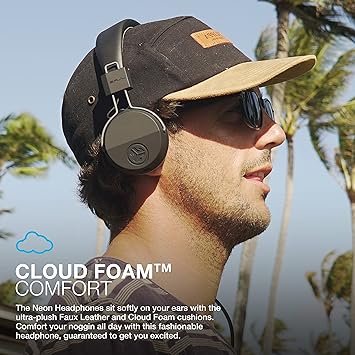 CLOUD FOAM™
COMFORT
The Neon Headphones sit softly on your ears with the
ultra-plush Faux Leather and Cloud Foam cushions.
Comfort your noggin all day with this fashionable
headphone, guaranteed to get you excited.